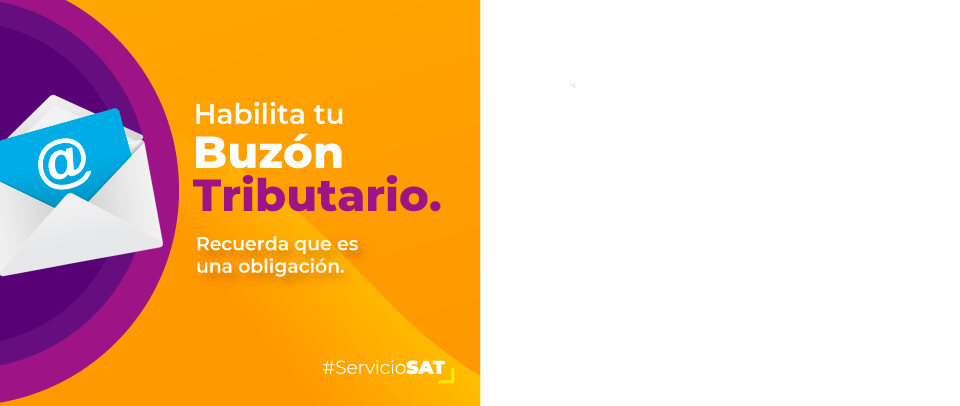 @
Habilita tu
Buzón
Tributario.
Recuerda que es
una obligación.
#ServicioSAT